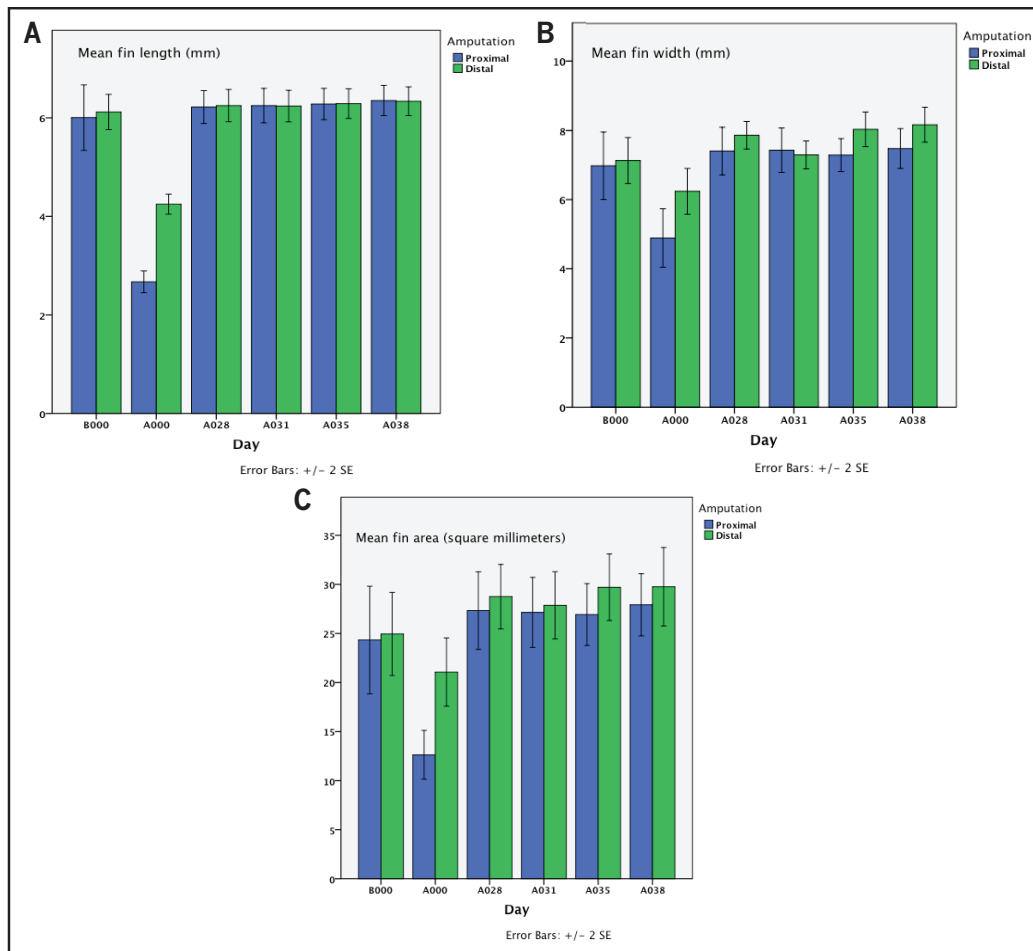 A
Mean fin length (mm)
Amputation
Proximal
Distal
6
4
2
0
B000 A000 A028 A031 A035 A038
Day
Error Bars: +/- 2 SE
B
Mean fin width (mm)
Amputation
Proximal
Distal
10
8
6
4
2
0
B000 A000 A028 A031 A035 A038
Day
Error Bars: +/- 2 SE
C
Mean fin area (square millimeters)
Amputation
Proximal
Distal
35
30
25
20
15
10
5
0
B000 A000 A028 A031 A035 A038
Day
Error Bars: +/- 2 SE